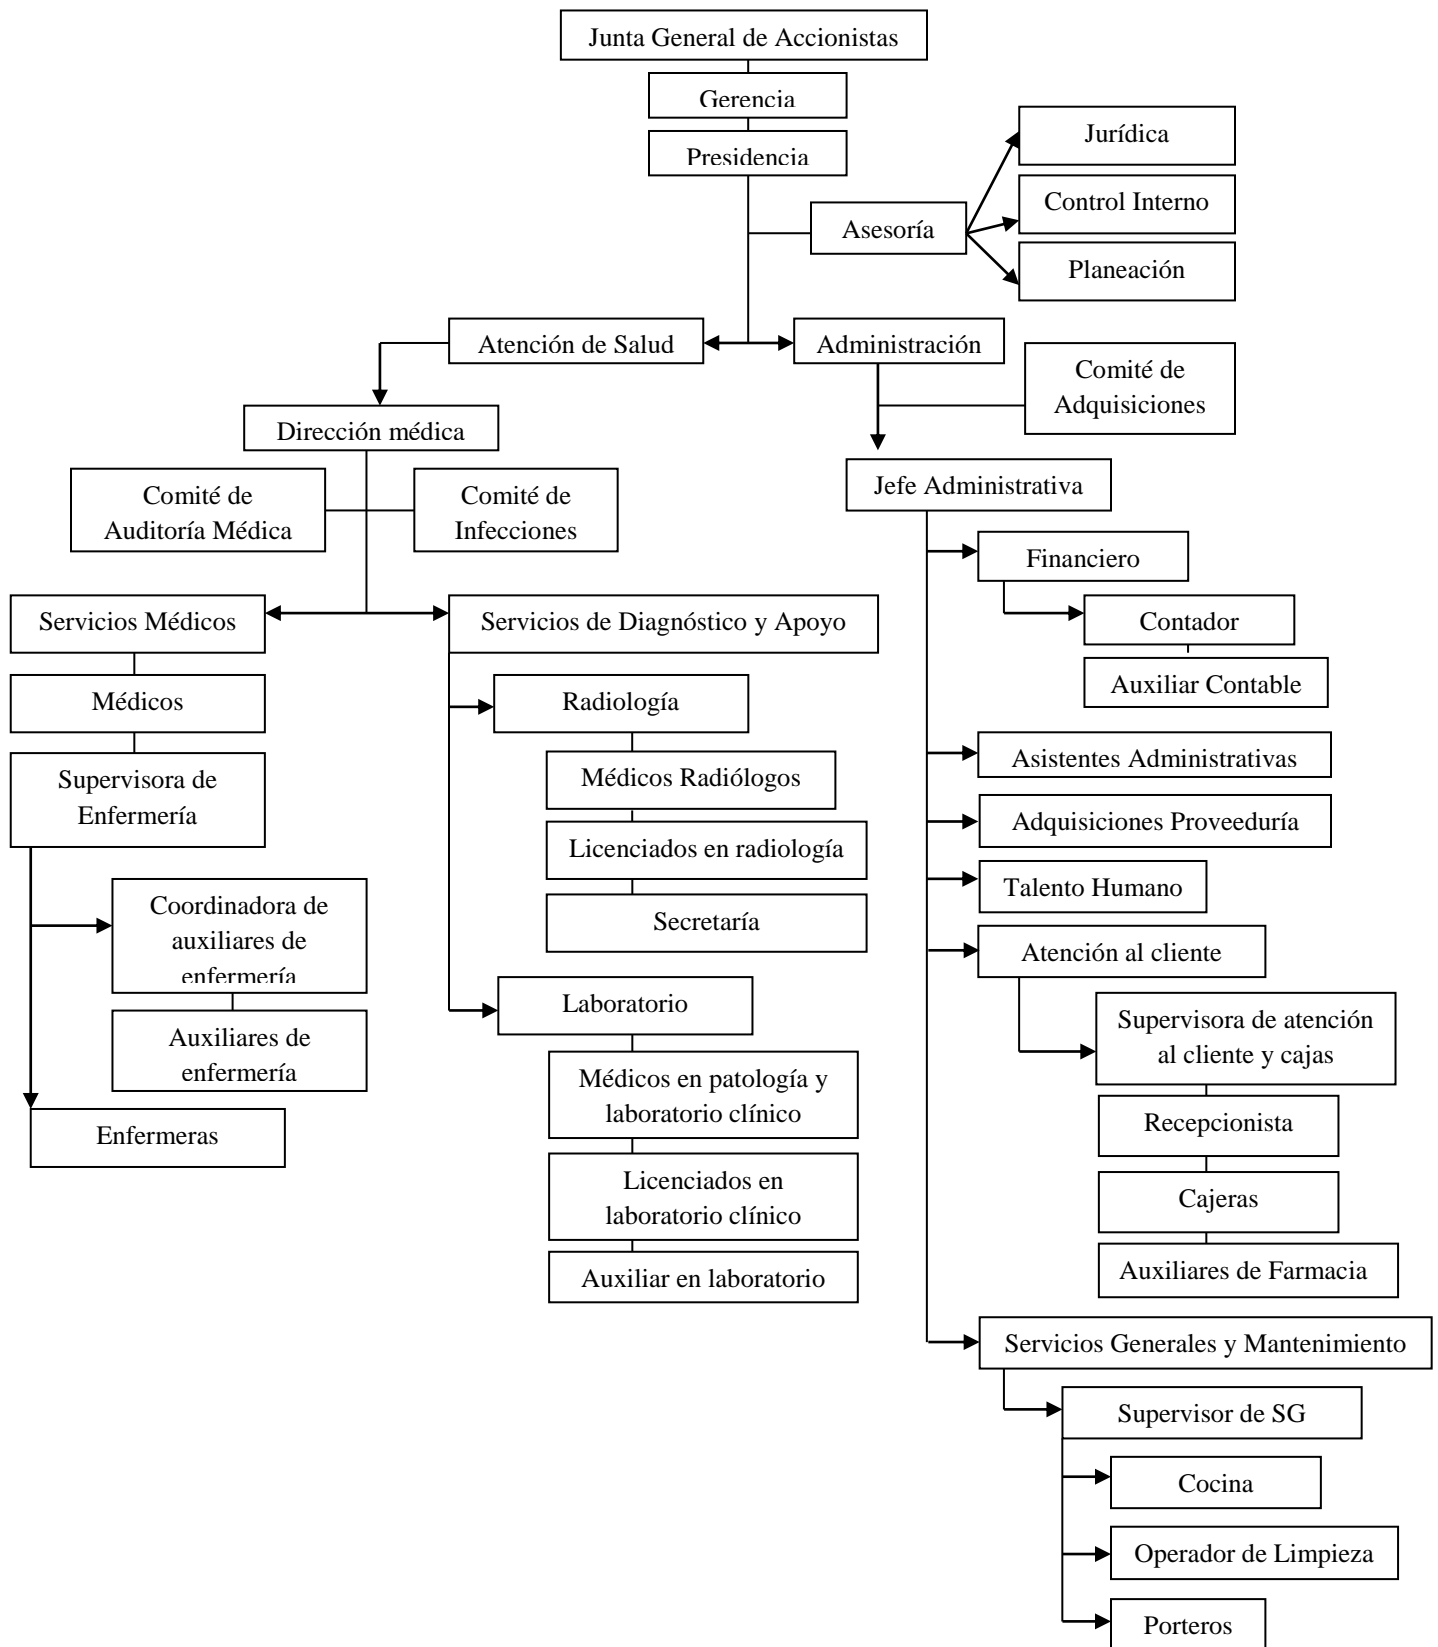 Junta General de Accionistas
Gerencia
Presidencia
Jurídica
Control Interno
Asesoría
Planeación
Atención de Salud
Administración
Comité de
Adquisiciones
Dirección médica
Jefe Administrativa
Comité de
Auditoría Médica
Comité de
Infecciones
Financiero
Contador
Auxiliar Contable
Servicios Médicos
Servicios de Diagnóstico y Apoyo
Médicos
Radiología
Supervisora de
Enfermería
Médicos Radiólogos
Licenciados en radiología
Secretaría
Asistentes Administrativas
Adquisiciones Proveeduría
Talento Humano
Atención al cliente
Coordinadora de
auxiliares de
enfermería
Auxiliares de
enfermería
Enfermeras
Laboratorio
Médicos en patología y
laboratorio clínico
Licenciados en
laboratorio clínico
Auxiliar en laboratorio
Supervisora de atención
al cliente y cajas
Recepcionista
Cajeras
Auxiliares de Farmacia
Servicios Generales y Mantenimiento
Supervisor de SG
Cocina
Operador de Limpieza
Porteros